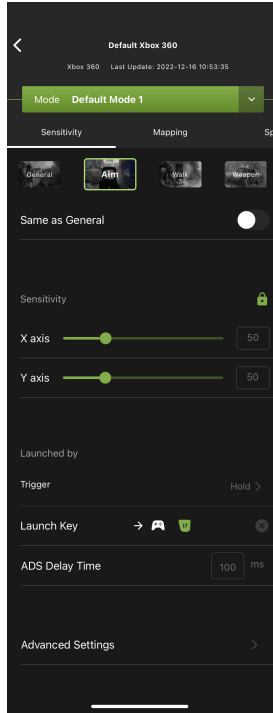 Default Xbox 360
Xbox 360 Last Update: 2022-12-16 10:53:35
Mode Default Mode 1
Sensitivity Mapping Sp
General Aim Walk Weapon
Same as General
Sensitivity
X axis 50
Y axis 50
Launched by
Trigger Hold
Launch Key LT
ADS Delay Time 100 ms
Advanced Settings